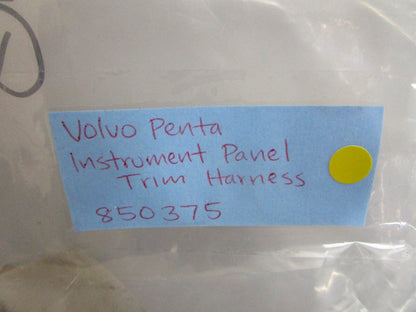 Volvo Penta
Instrument Panel
Trim Harness
850375